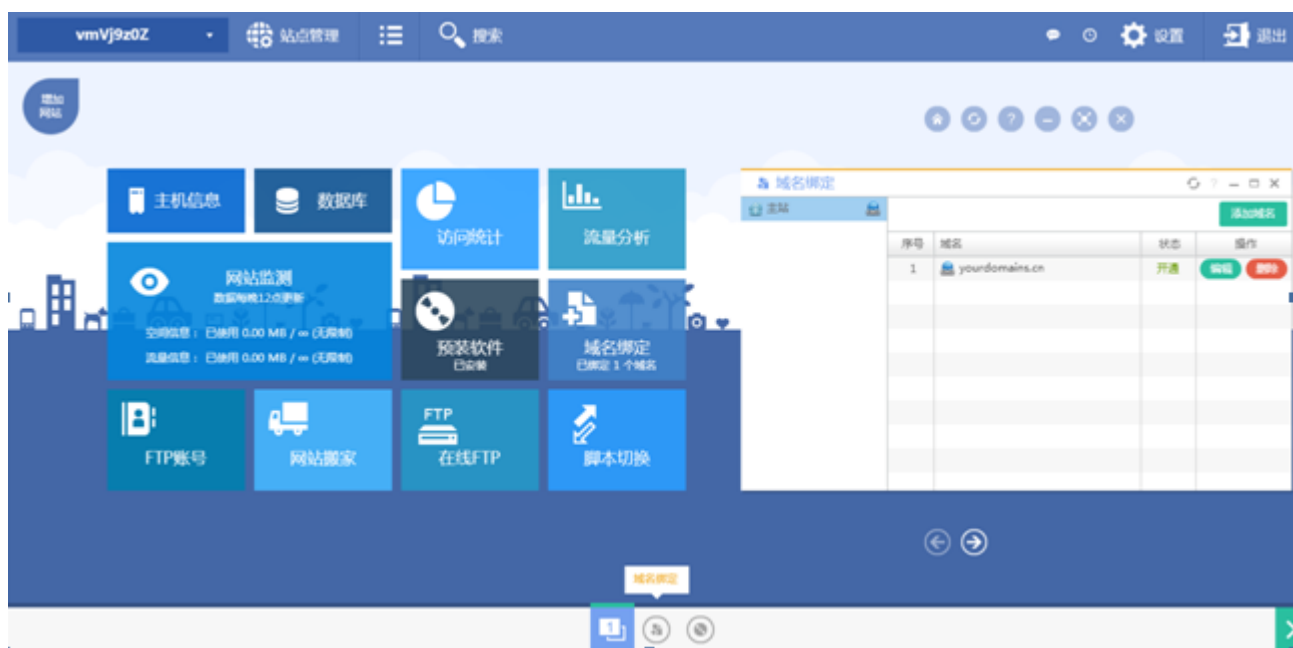 vmVj9z0Z
站点管理
搜索
设置
退出
增加
网站
主机信息
数据库
访问统计
流量分析
网站监测
数据每晚12点更新
空间信息： 已使用 0.00 MB / ∞ (无限制)
流量信息： 已使用 0.00 MB / ∞ (无限制)
预装软件
已安装
域名绑定
已绑定 1 个域名
FTP账号
网站搬家
FTP
在线FTP
脚本切换
域名绑定
主站
添加域名
序号 域名 状态 操作
1 yourdomains.cn 开通 编辑 删除
域名绑定
1